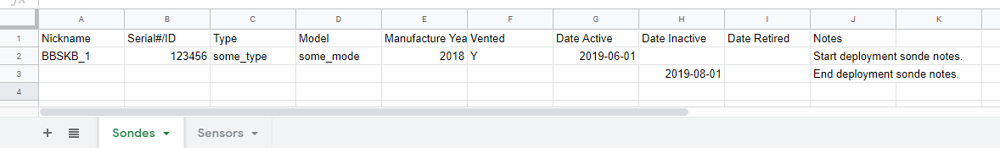 A B C D E F G H I J K
1 Nickname Serial#/ID Type Model Manufacture Yea Vented Date Active Date Inactive Date Retired Notes
2 BBSKB_1 123456 some_type some_mode 2018 Y 2019-06-01 Start deployment sonde notes.
3 2019-08-01 End deployment sonde notes.
4
Sondes Sensors